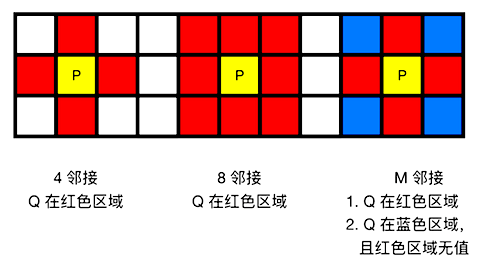 P P P
4 邻接
Q 在红色区域
8 邻接
Q 在红色区域
M 邻接
1. Q 在红色区域
2. Q 在蓝色区域,
且红色区域无值